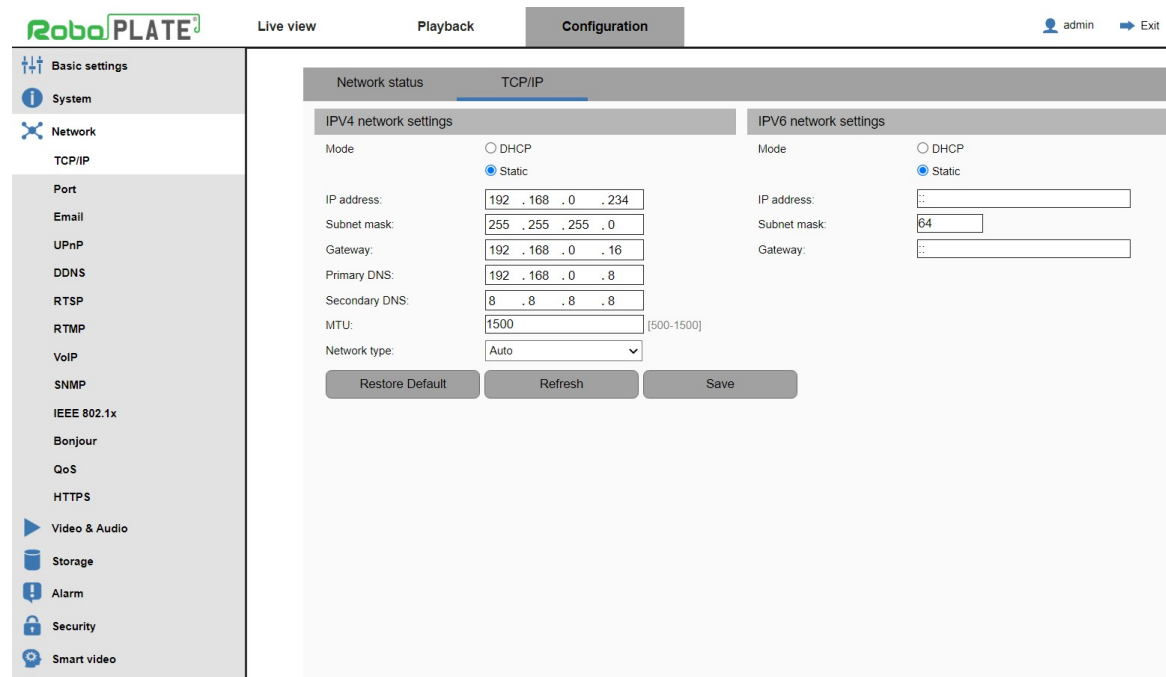 RoboPLATE
Live view
Playback
Configuration
admin
Exit
Basic settings
System
Network
TCP/IP
Port
Email
UPnP
DDNS
RTSP
RTMP
VoIP
SNMP
IEEE 802.1x
Bonjour
QoS
HTTPS
Video & Audio
Storage
Alarm
Security
Smart video
Network status
TCP/IP
IPV4 network settings
Mode
DHCP
Static
IP address: 192 . 168 . 0 . 234
Subnet mask: 255 . 255 . 255 . 0
Gateway: 192 . 168 . 0 . 16
Primary DNS: 192 . 168 . 0 . 8
Secondary DNS: 8 . 8 . 8 . 8
MTU: 1500 [500-1500]
Network type: Auto
Restore Default
Refresh
Save
IPV6 network settings
Mode
DHCP
Static
IP address: ::
Subnet mask: 64
Gateway: ::